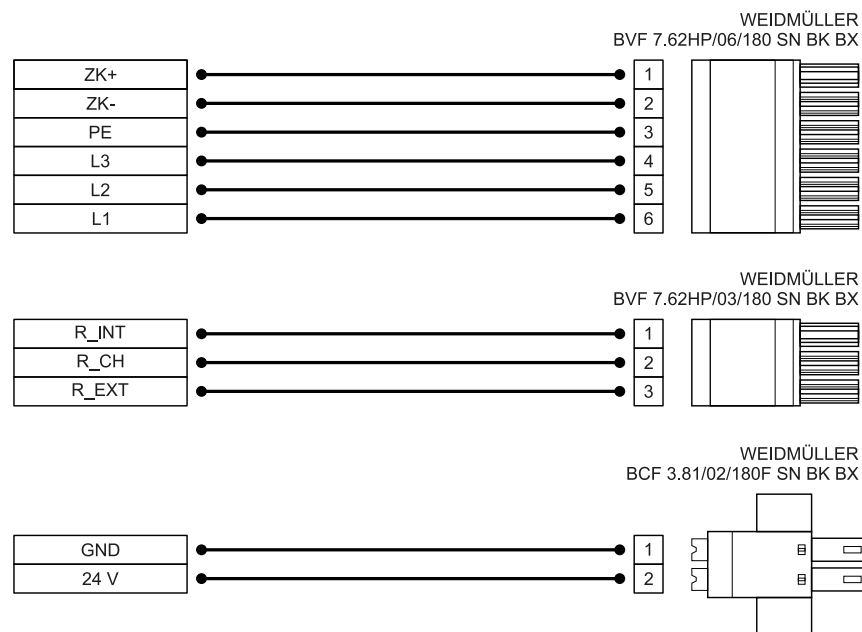 WEIDMÜLLER
BVF 7.62HP/06/180 SN BK BX
ZK+ 1
ZK- 2
PE 3
L3 4
L2 5
L1 6
WEIDMÜLLER
BVF 7.62HP/03/180 SN BK BX
R_INT 1
R_CH 2
R_EXT 3
WEIDMÜLLER
BCF 3.81/02/180F SN BK BX
GND 1
24 V 2